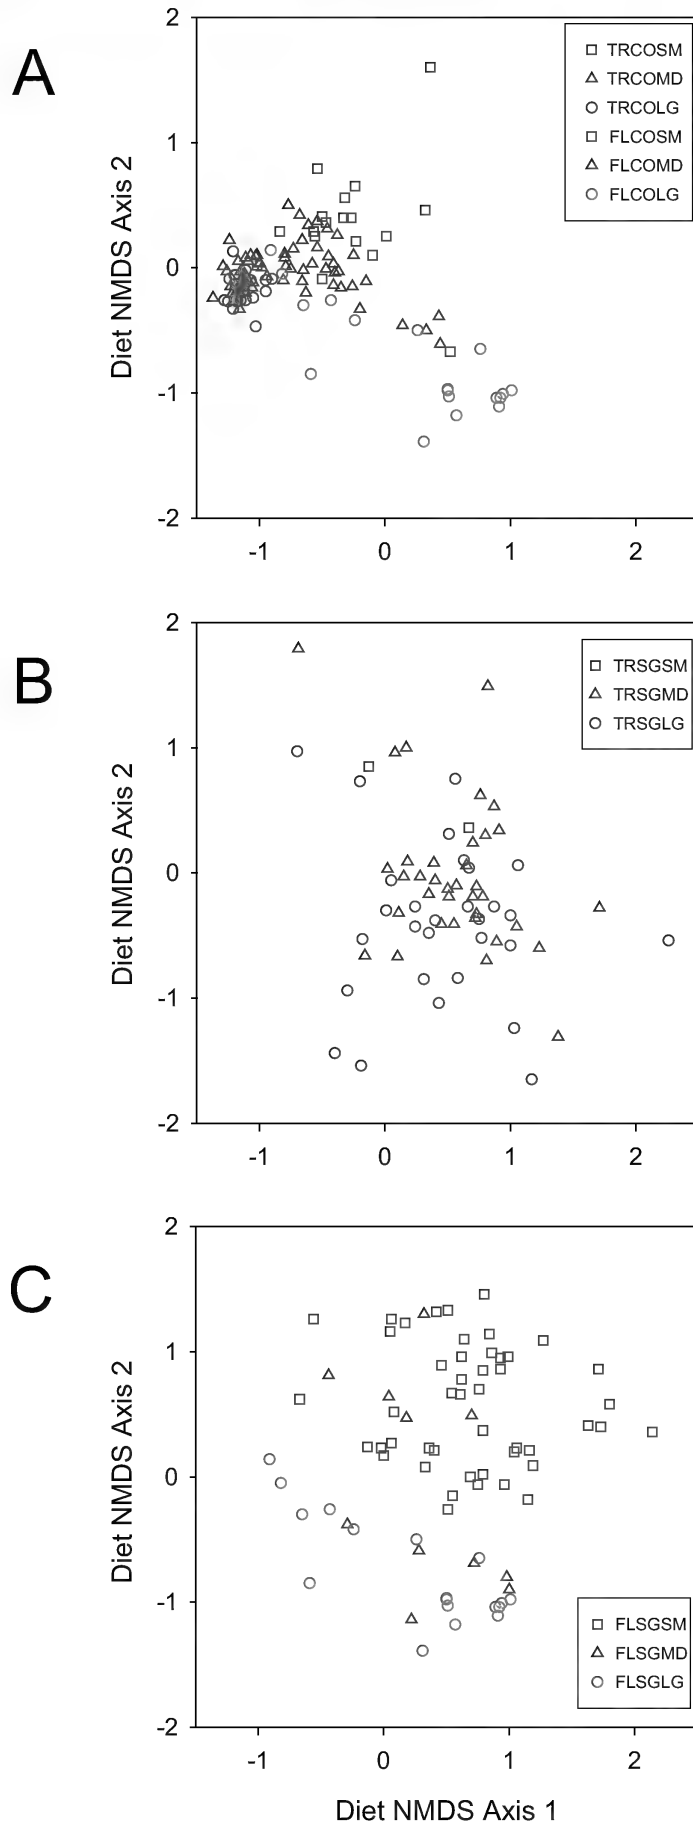 A
Diet NMDS Axis 2
2
1
0
-1
-2
-1 0 1 2
TRCOSM
TRCOMD
TRCOLG
FLCOSM
FLCOMD
FLCOLG
B
Diet NMDS Axis 2
2
1
0
-1
-2
-1 0 1 2
TRSGSM
TRSGMD
TRSGLG
C
Diet NMDS Axis 2
2
1
0
-1
-2
-1 0 1 2
FLSGSM
FLSGMD
FLSGLG
Diet NMDS Axis 1